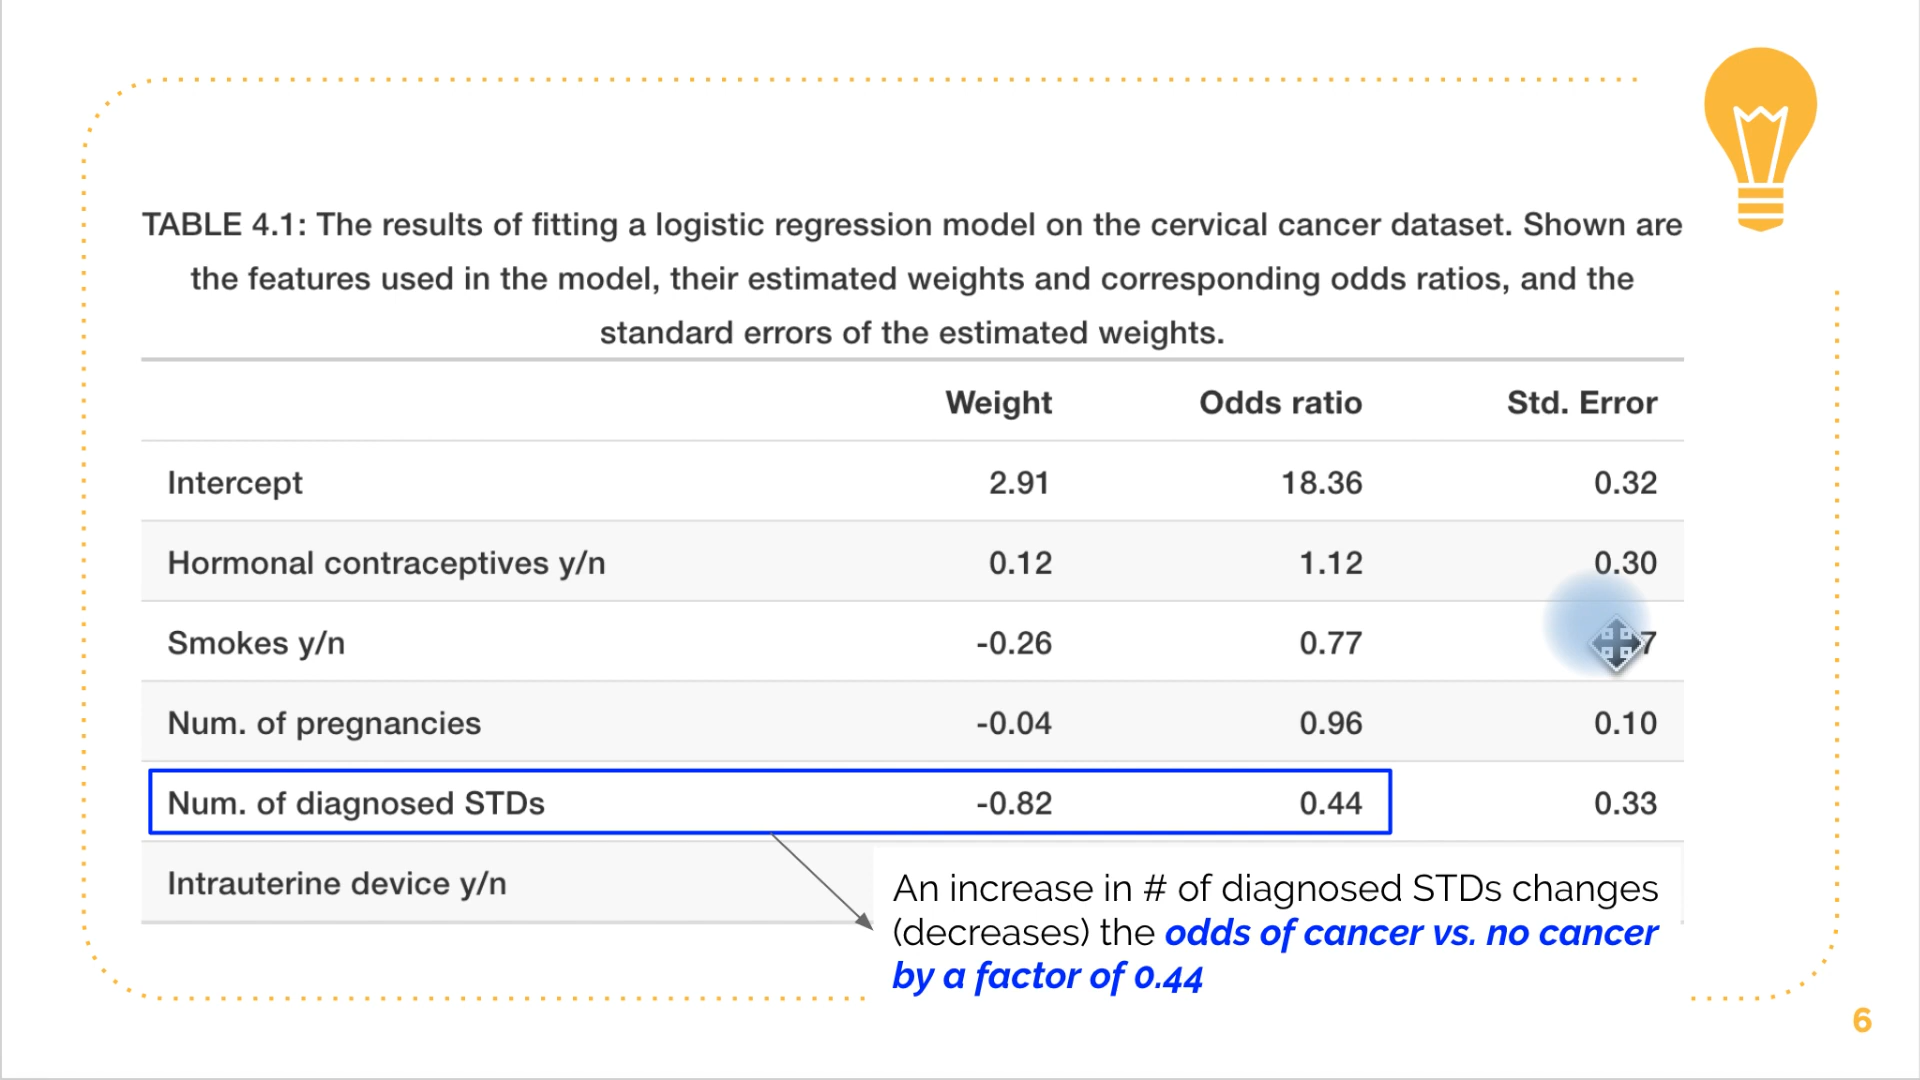 TABLE 4.1: The results of fitting a logistic regression model on the cervical cancer dataset. Shown are
the features used in the model, their estimated weights and corresponding odds ratios, and the
standard errors of the estimated weights.
Weight Odds ratio Std. Error
Intercept 2.91 18.36 0.32
Hormonal contraceptives y/n 0.12 1.12 0.30
Smokes y/n -0.26 0.77
Num. of pregnancies -0.04 0.96 0.10
Num. of diagnosed STDs -0.82 0.44 0.33
Intrauterine device y/n
An increase in # of diagnosed STDs changes
(decreases) the odds of cancer vs. no cancer
by a factor of 0.44
6